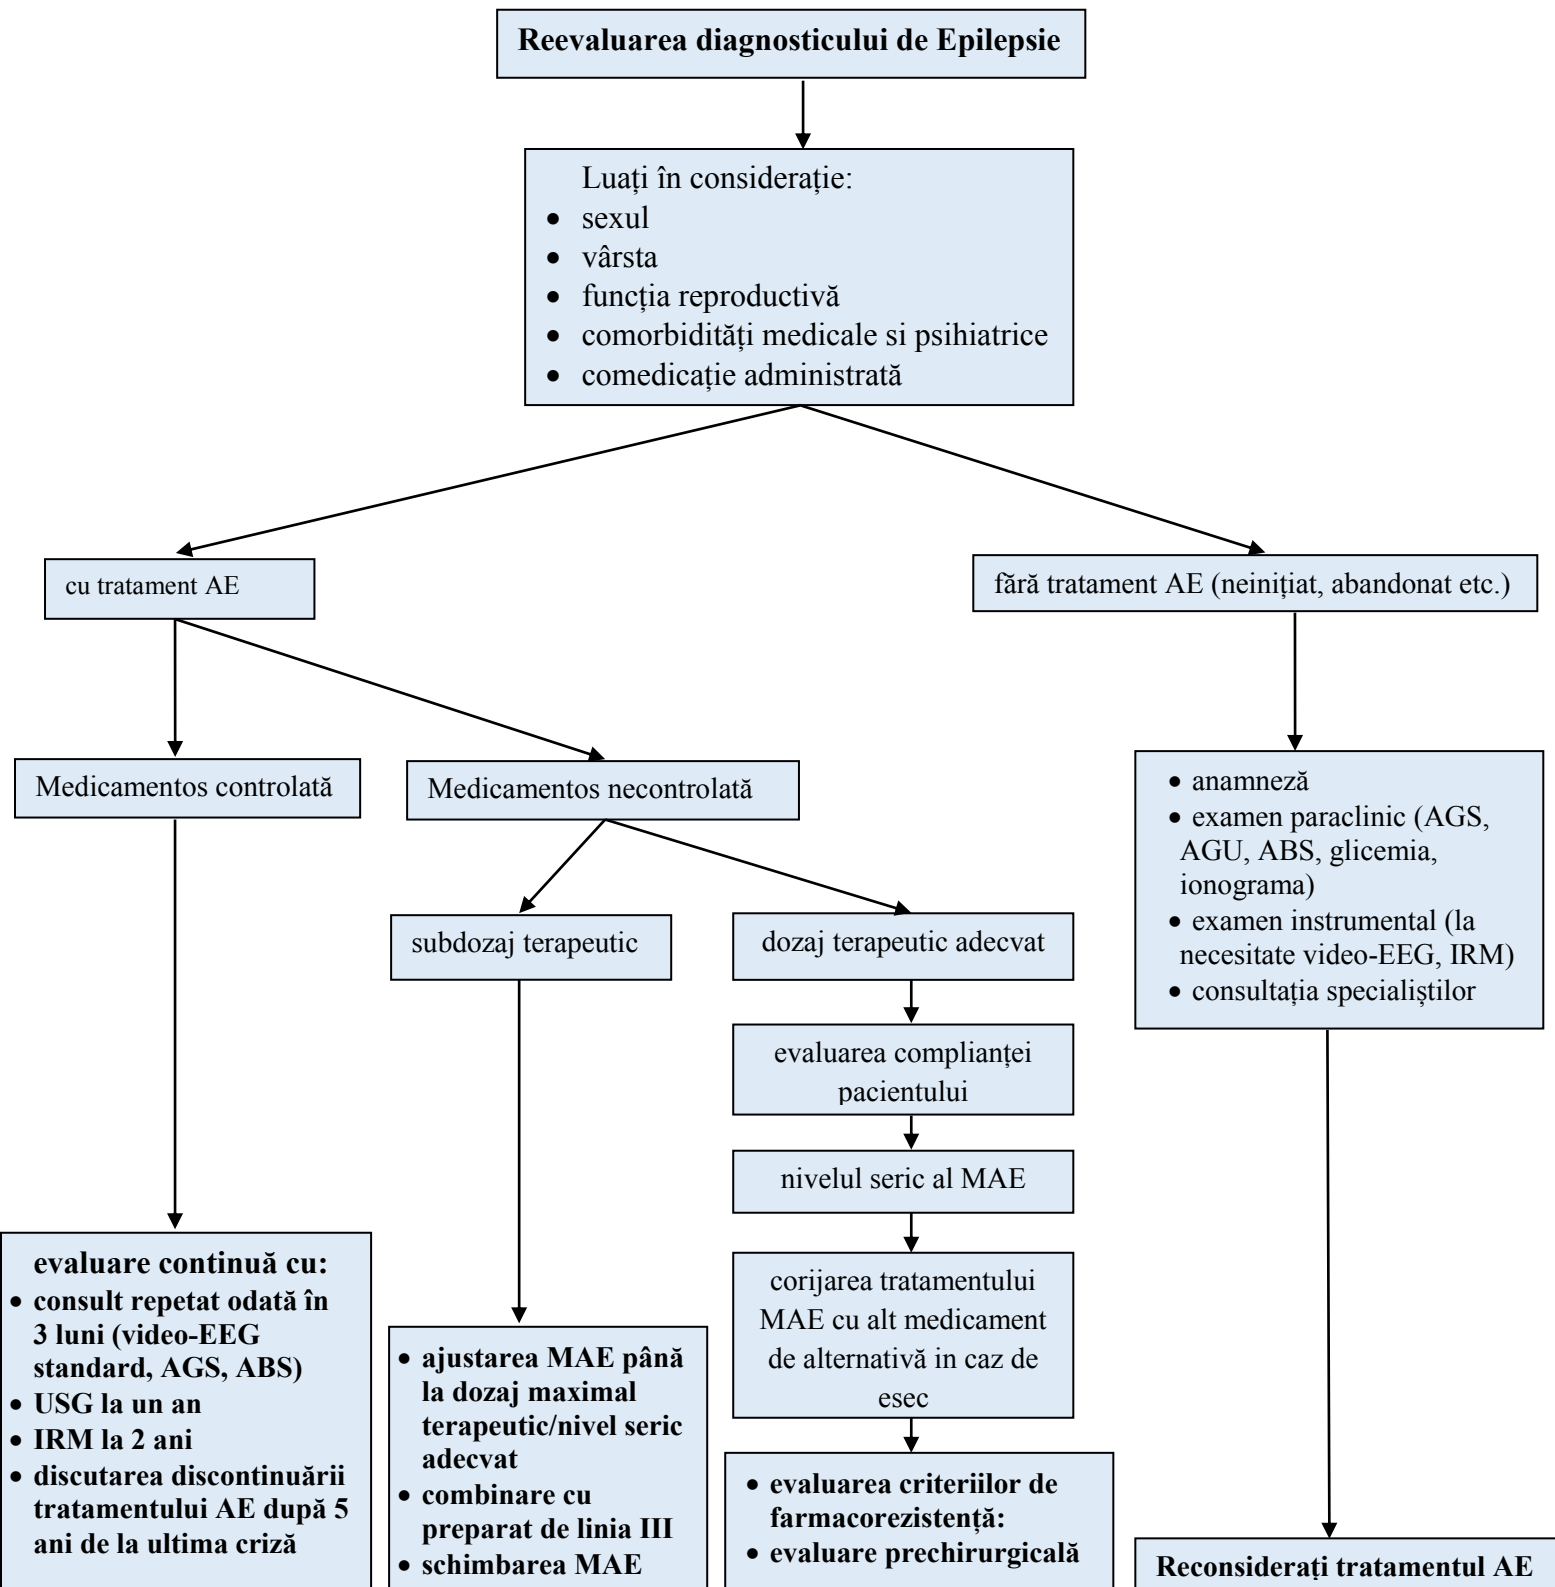 Reevaluarea diagnosticului de Epilepsie
Luați în considerație:
• sexul
• vârsta
• funcția reproductivă
• comorbidități medicale si psihiatrice
• comedicație administrată
cu tratament AE
fără tratament AE (neinițiat, abandonat etc.)
Medicamentos controlată
Medicamentos necontrolată
• anamneză
• examen paraclinic (AGS,
AGU, ABS, glicemia,
ionograma)
• examen instrumental (la
necesitate video-EEG, IRM)
• consultația specialiștilor
subdozaj terapeutic
dozaj terapeutic adecvat
evaluarea complianței
pacientului
nivelul seric al MAE
corijarea tratamentului
MAE cu alt medicament
de alternativă in caz de
esec
evaluare continuă cu:
• consult repetat odată în
3 luni (video-EEG
standard, AGS, ABS)
• USG la un an
• IRM la 2 ani
• discutarea discontinuării
tratamentului AE după 5
ani de la ultima criză
• ajustarea MAE până
la dozaj maximal
terapeutic/nivel seric
adecvat
• combinare cu
preparat de linia III
• schimbarea MAE
• evaluarea criteriilor de
farmacorezistență:
• evaluare prechirurgicală
Reconsiderați tratamentul AE